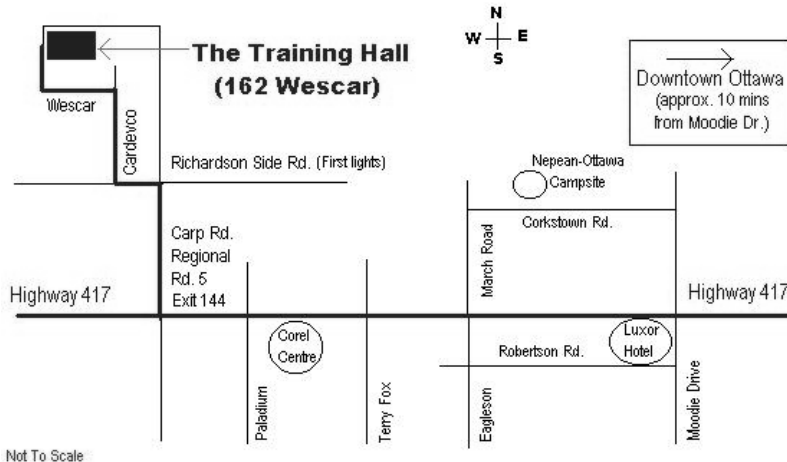 N
W E
S
The Training Hall
(162 Wescar)
Downtown Ottawa
(approx. 10 mins
from Moodie Dr.)
Wescar
Cardevco
Richardson Side Rd. (First lights)
Nepean-Ottawa
Campsite
Corkstown Rd.
March Road
Carp Rd.
Regional
Rd. 5
Exit 144
Highway 417
Highway 417
Corel
Centre
Luxor
Hotel
Robertson Rd.
Paladium
Terry Fox
Eagleson
Moodie Drive
Not To Scale